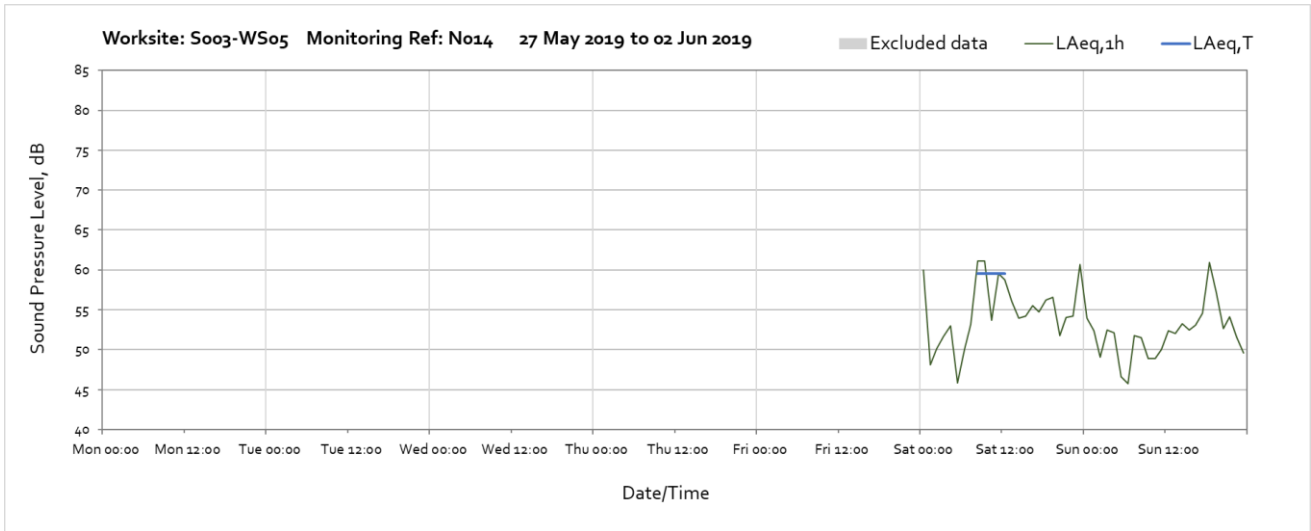 Worksite: S003-WS05 Monitoring Ref: N014 27 May 2019 to 02 Jun 2019
Excluded data LAeq,1h LAeq,T
85
80
75
70
65
60
55
50
45
40
Sound Pressure Level, dB
Mon 00:00 Mon 12:00 Tue 00:00 Tue 12:00 Wed 00:00 Wed 12:00 Thu 00:00 Thu 12:00 Fri 00:00 Fri 12:00 Sat 00:00 Sat 12:00 Sun 00:00 Sun 12:00
Date/Time